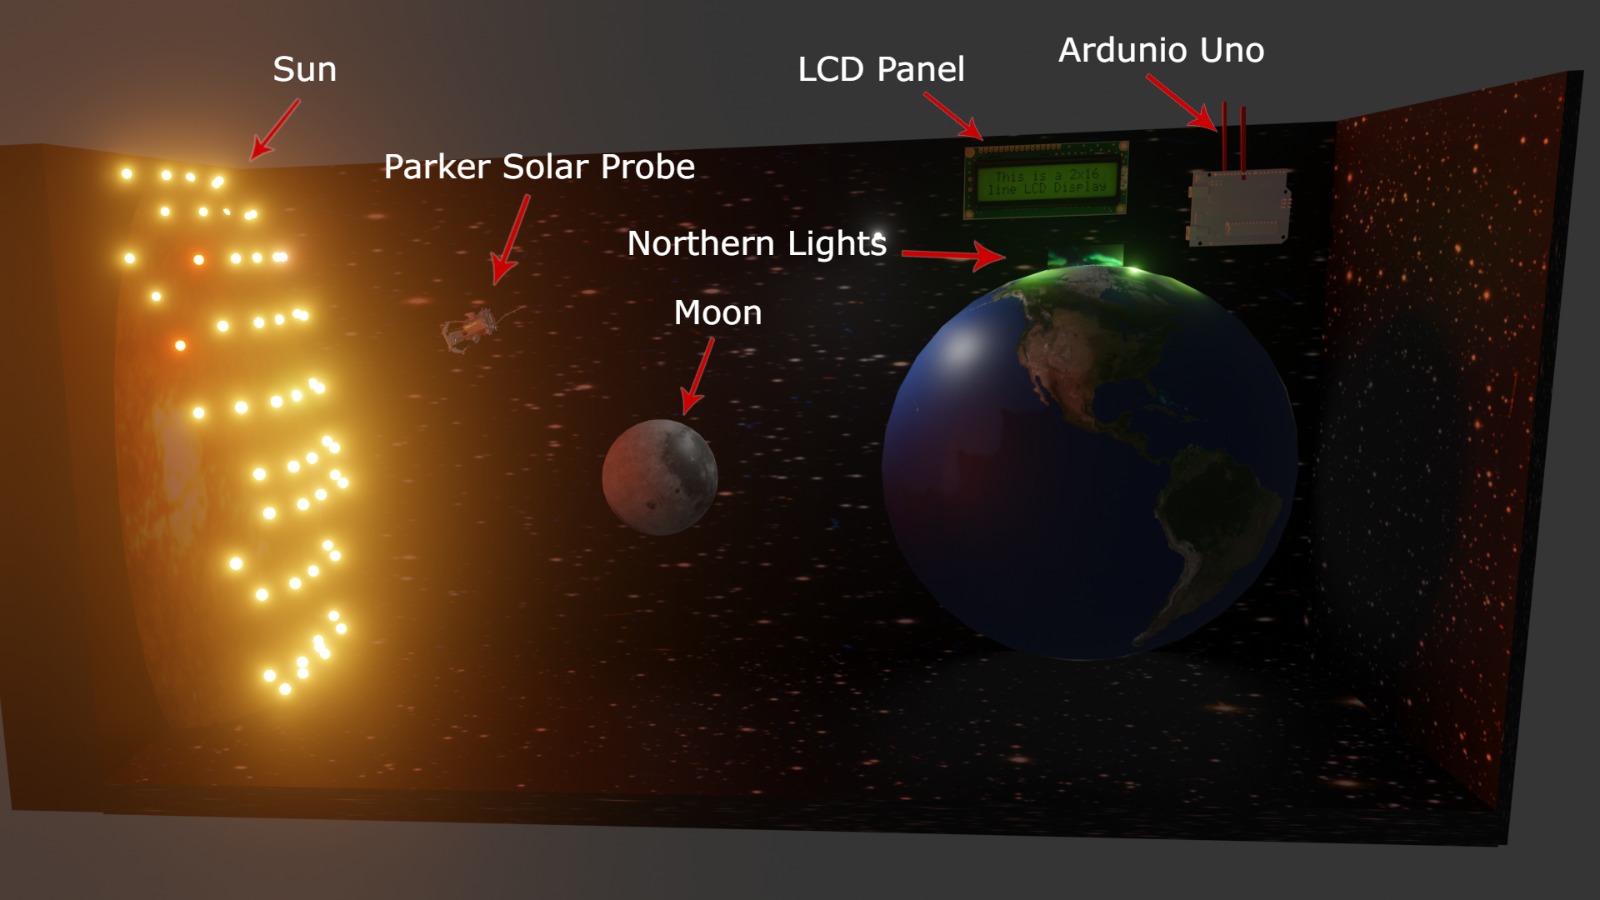 Sun
LCD Panel
Ardunio Uno
Parker Solar Probe
This is a 2x16
line LCD Display
Northern Lights
Moon